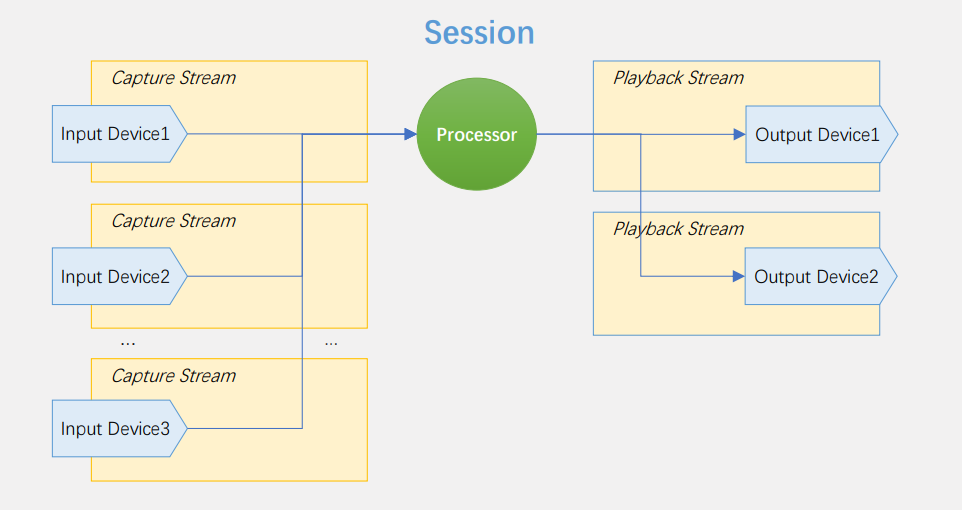 Session
Capture Stream
Input Device1
Capture Stream
Input Device2
... ...
Capture Stream
Input Device3
Processor
Playback Stream
Output Device1
Playback Stream
Output Device2